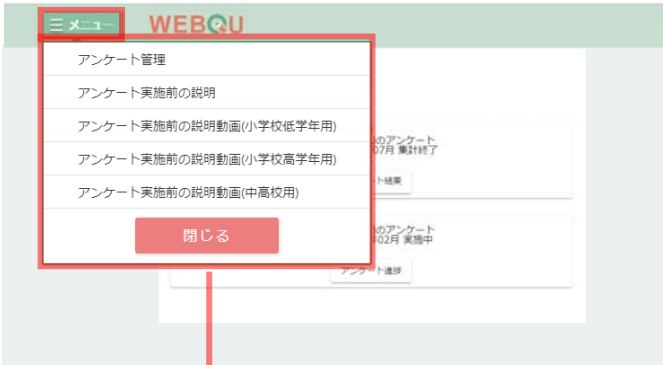 ☰ メニュー WEBQU
アンケート管理
アンケート実施前の説明
アンケート実施前の説明動画(小学校低学年用)
アンケート実施前の説明動画(小学校高学年用)
アンケート実施前の説明動画(中高校用)
閉じる
のアンケート
07月 集計終了
ト結果
のアンケート
02月 実施中
アンケート進捗